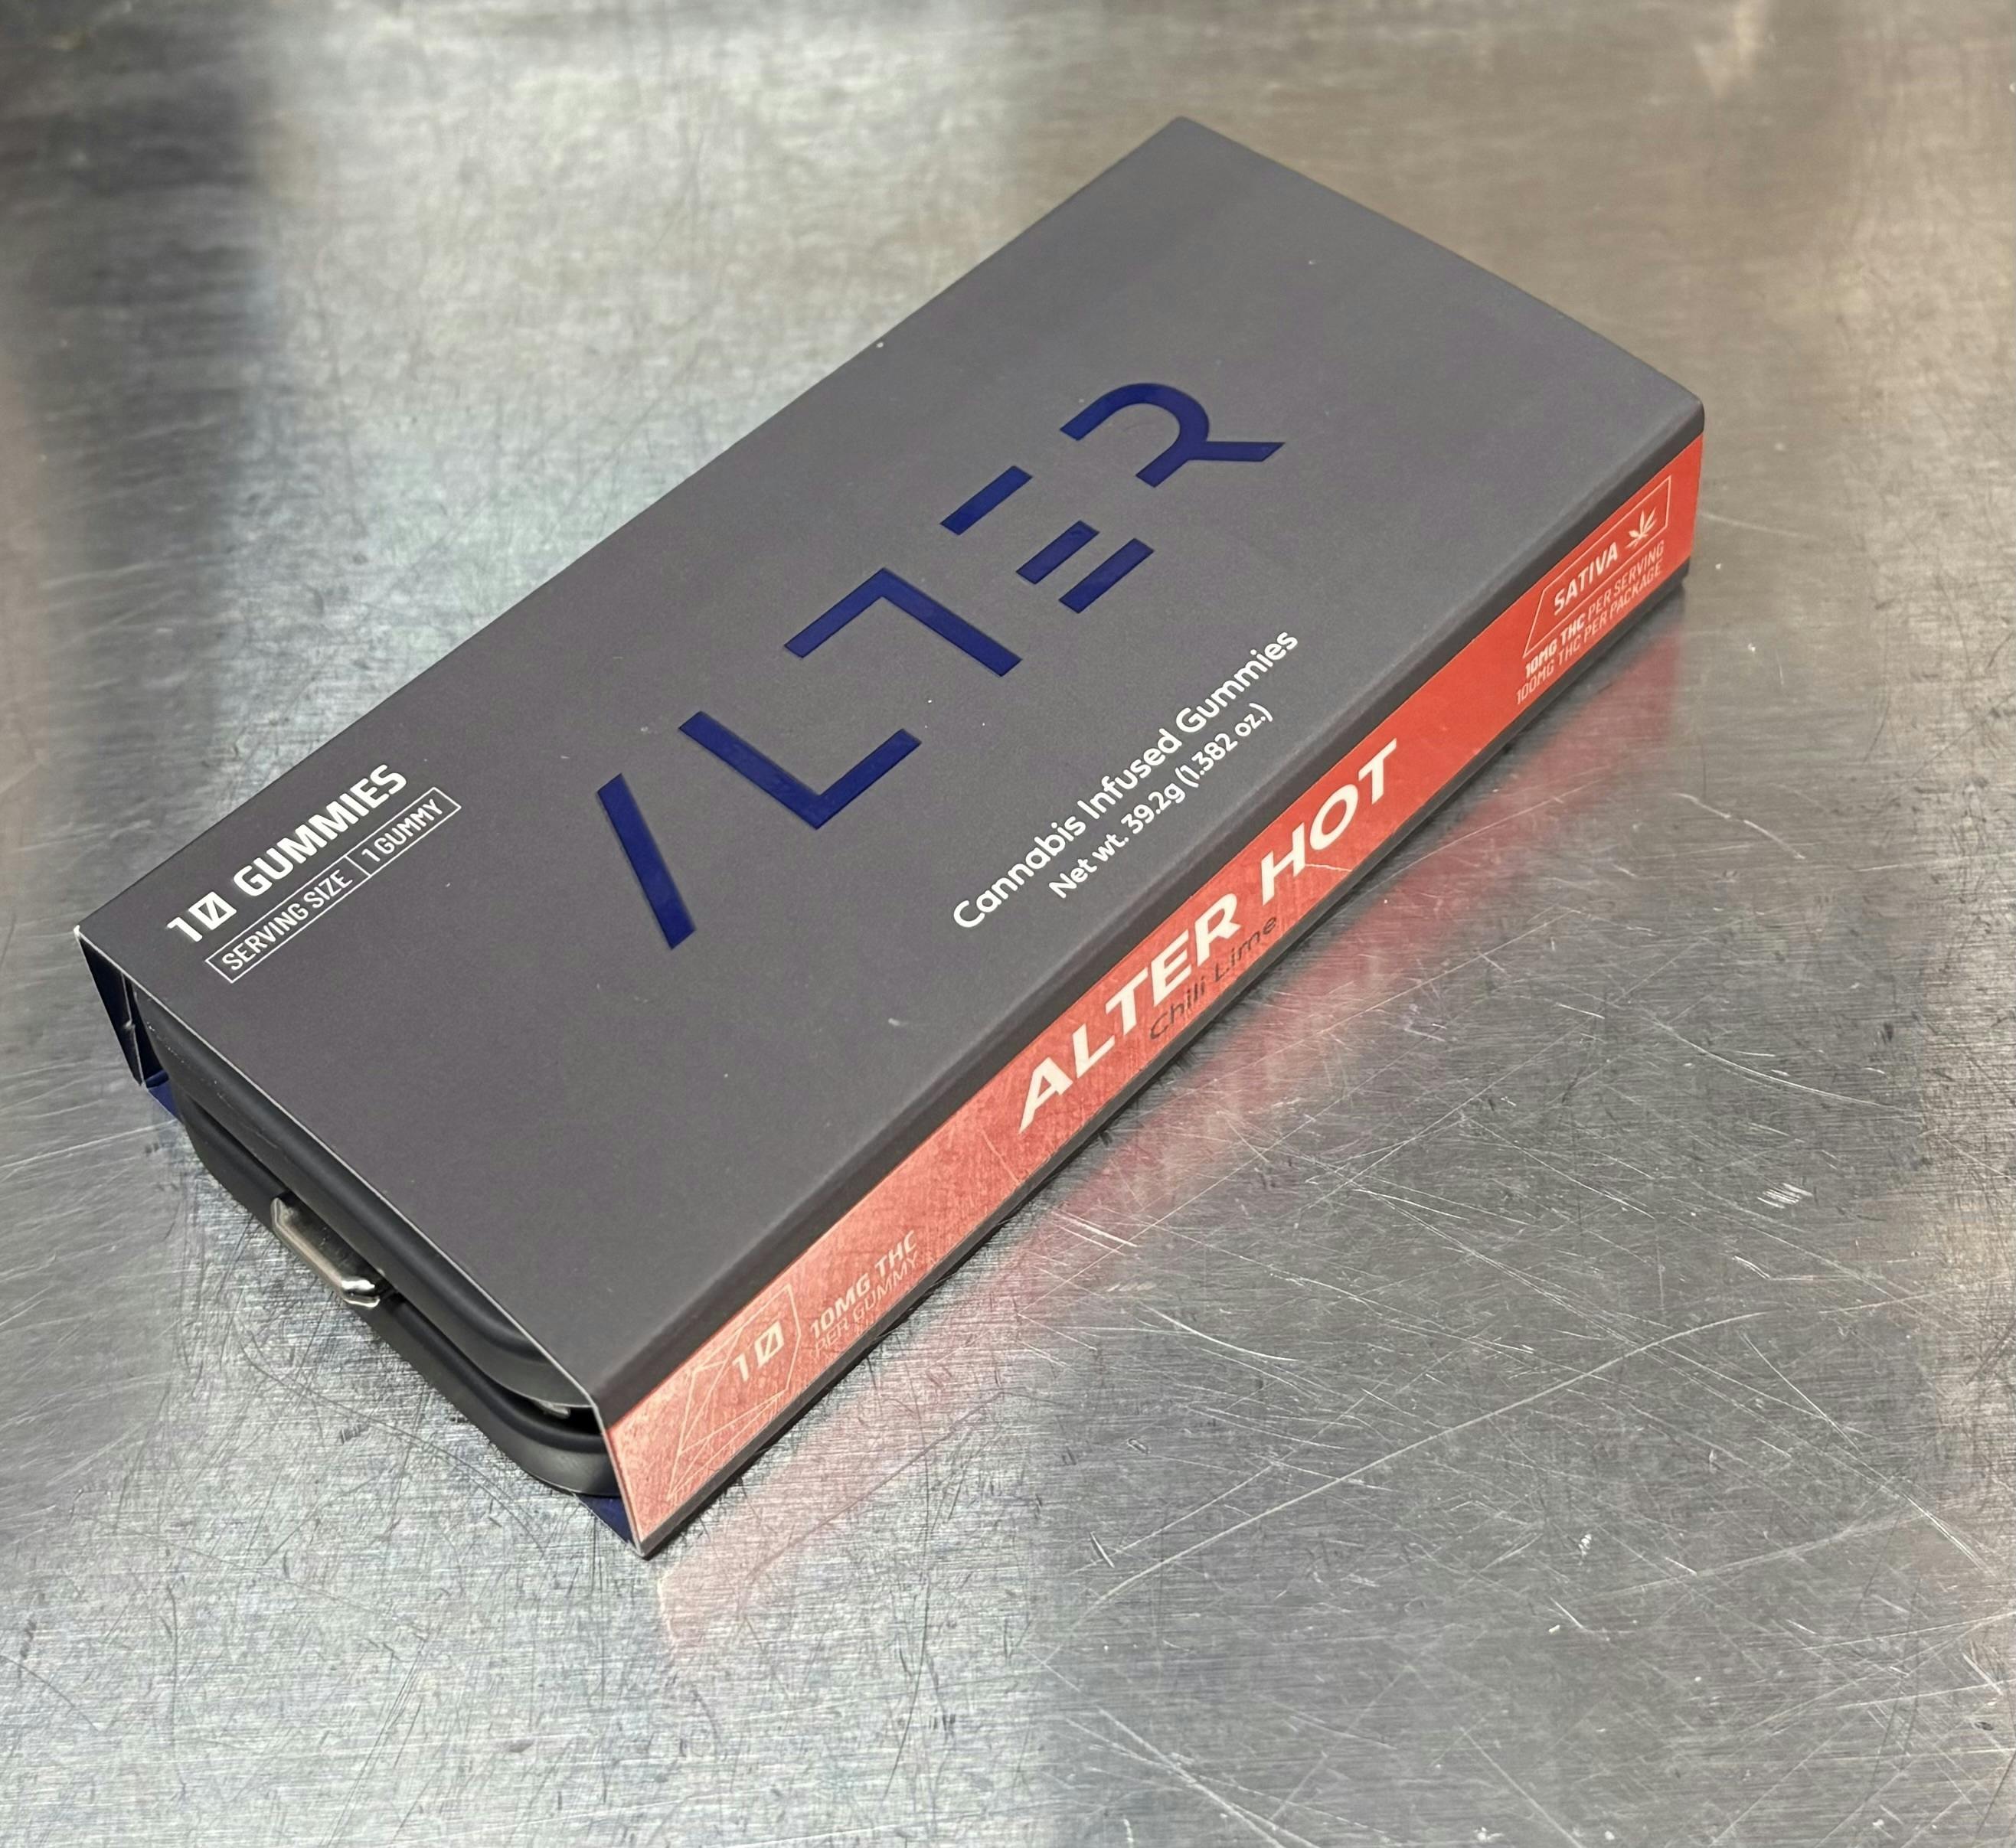 10 GUMMIES
SERVING SIZE 1 GUMMY
ALTER
Cannabis Infused Gummies
Net wt. 39.2g (1.382 oz.)
10
10MG THC
PER GUMMY
ALTER HOT
Chili Lime
SATIVA
10MG THC PER SERVING
100MG THC PER PACKAGE